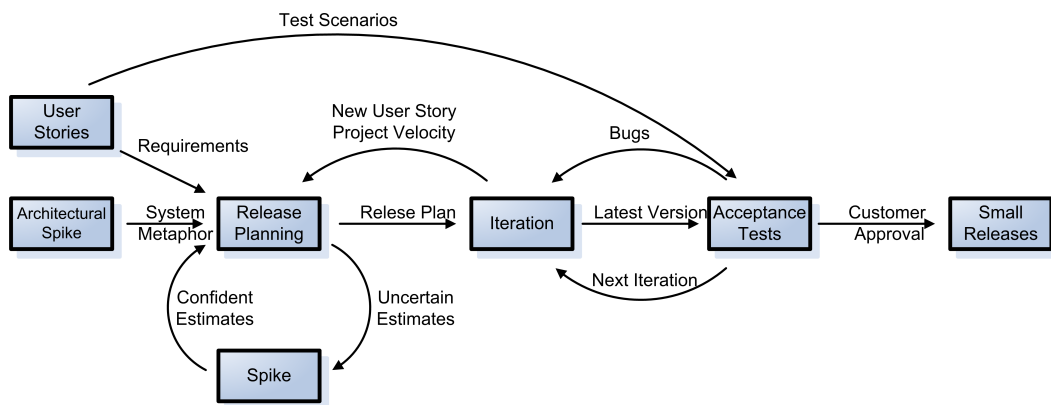 Test Scenarios
User
Stories
New User Story
Project Velocity
Bugs
Requirements
Architectural
Spike
System
Metaphor
Release
Planning
Relese Plan
Iteration
Latest Version
Acceptance
Tests
Customer
Approval
Small
Releases
Next Iteration
Confident
Estimates
Uncertain
Estimates
Spike